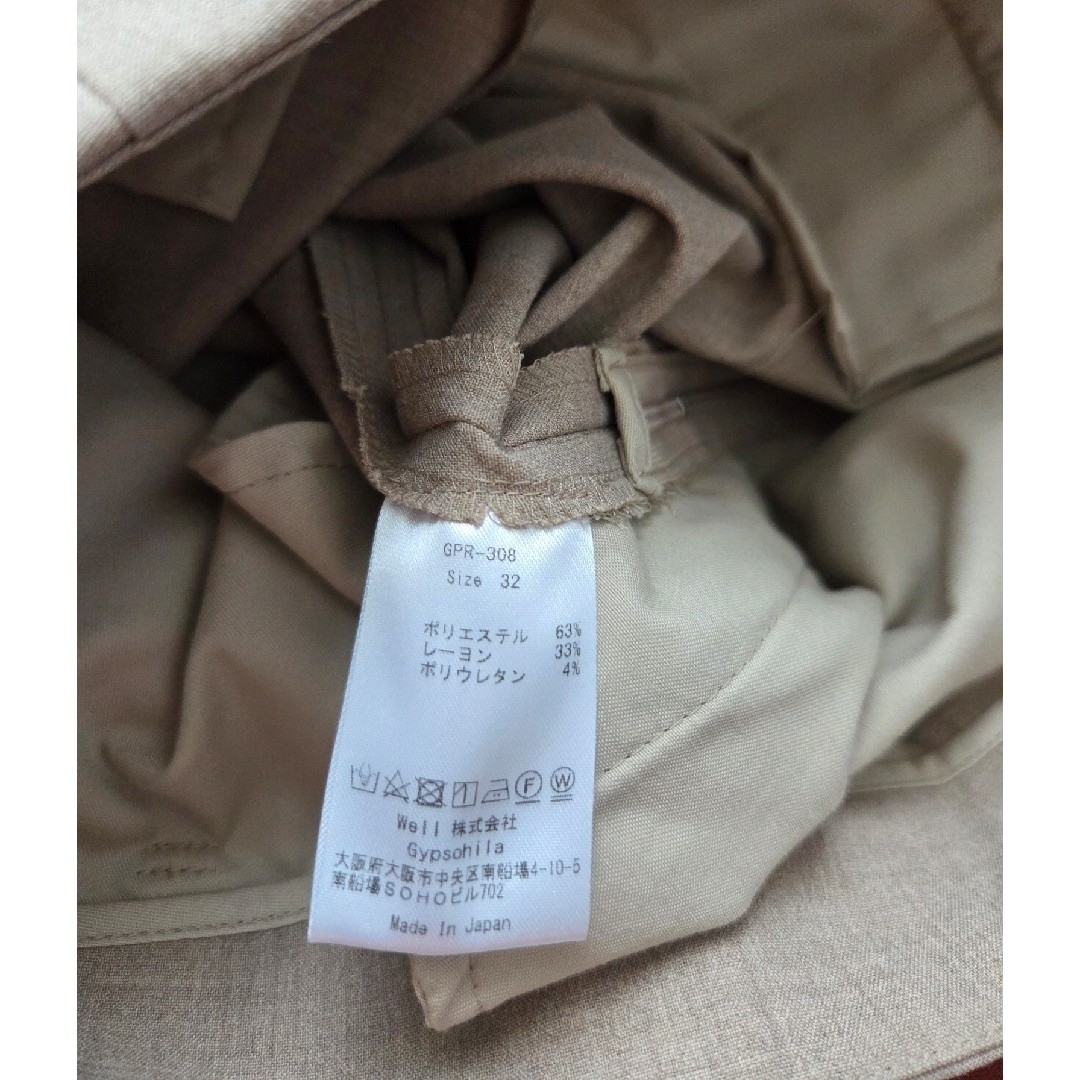 GPR-308
Size 32
ポリエステル 63%
レーヨン 33%
ポリウレタン 4%
F W
Well 株式会社
Gypsohila
大阪府大阪市中央区南船場4-10-5
南船場SOHOビル702
Made In Japan